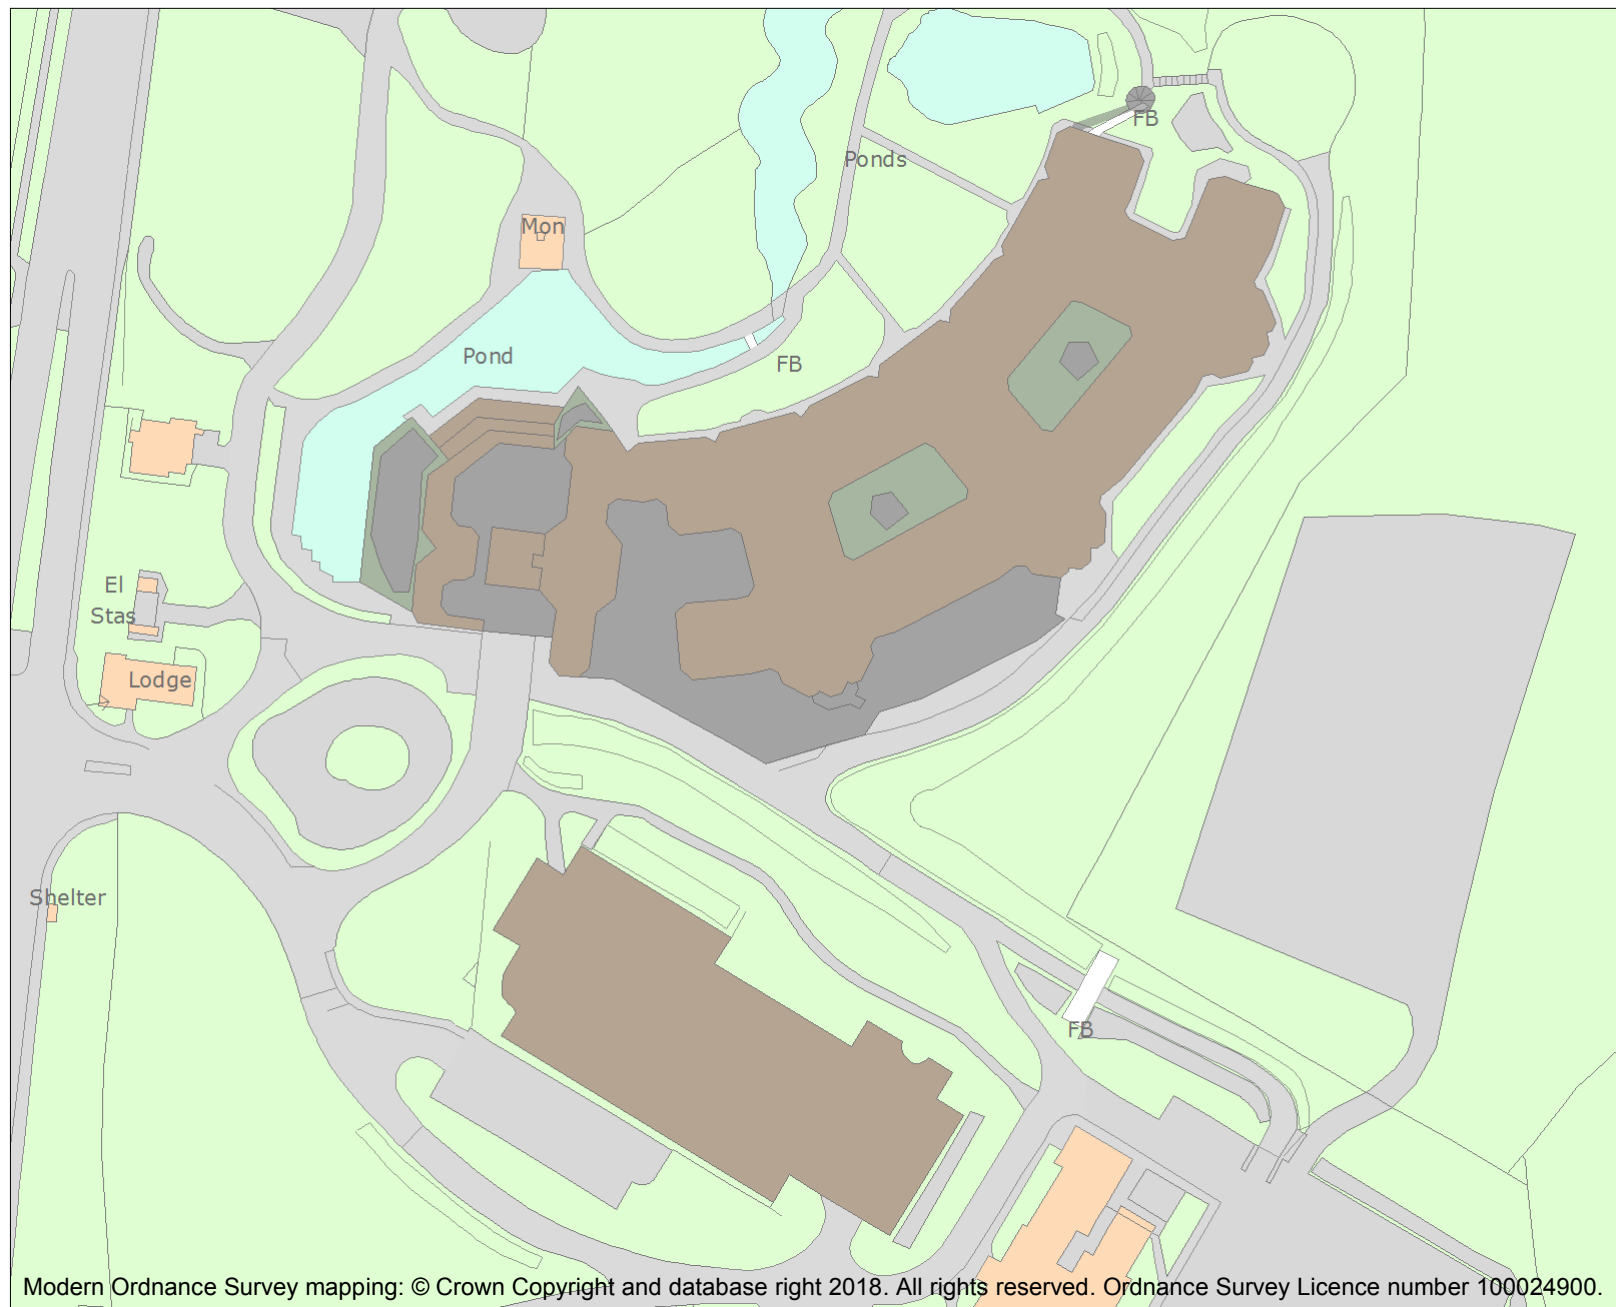 FB
Ponds
Mon
Pond
FB
El
Stas
Lodge
Shelter
FB
Modern Ordnance Survey mapping: © Crown Copyright and database right 2018. All rights reserved. Ordnance Survey Licence number 100024900.